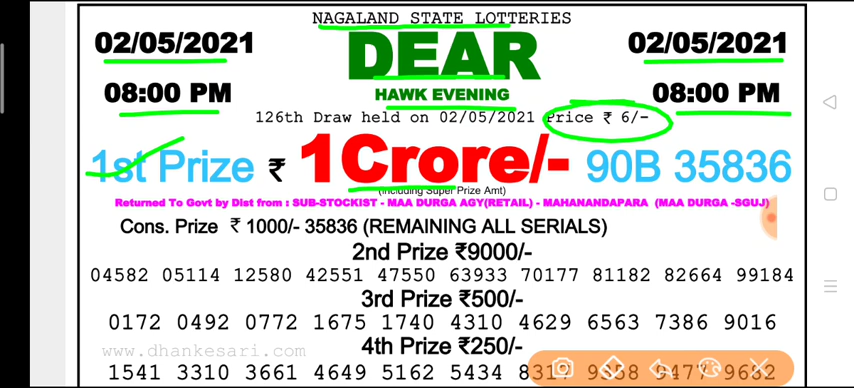 NAGALAND STATE LOTTERIES
02/05/2021 DEAR 02/05/2021
08:00 PM HAWK EVENING 08:00 PM
126th Draw held on 02/05/2021 Price ₹ 6/-
1st Prize ₹ 1Crore/- 90B 35836
(Including Super Prize Amt)
Returned To Govt by Dist from : SUB-STOCKIST - MAA DURGA AGY(RETAIL) - MAHANANDAPARA (MAA DURGA -SGUJ)
Cons. Prize ₹ 1000/- 35836 (REMAINING ALL SERIALS)
2nd Prize ₹9000/-
04582 05114 12580 42551 47550 63933 70177 81182 82664 99184
3rd Prize ₹500/-
0172 0492 0772 1675 1740 4310 4629 6563 7386 9016
4th Prize ₹250/-
www.dhankesari.com
1541 3310 3661 4649 5162 5434